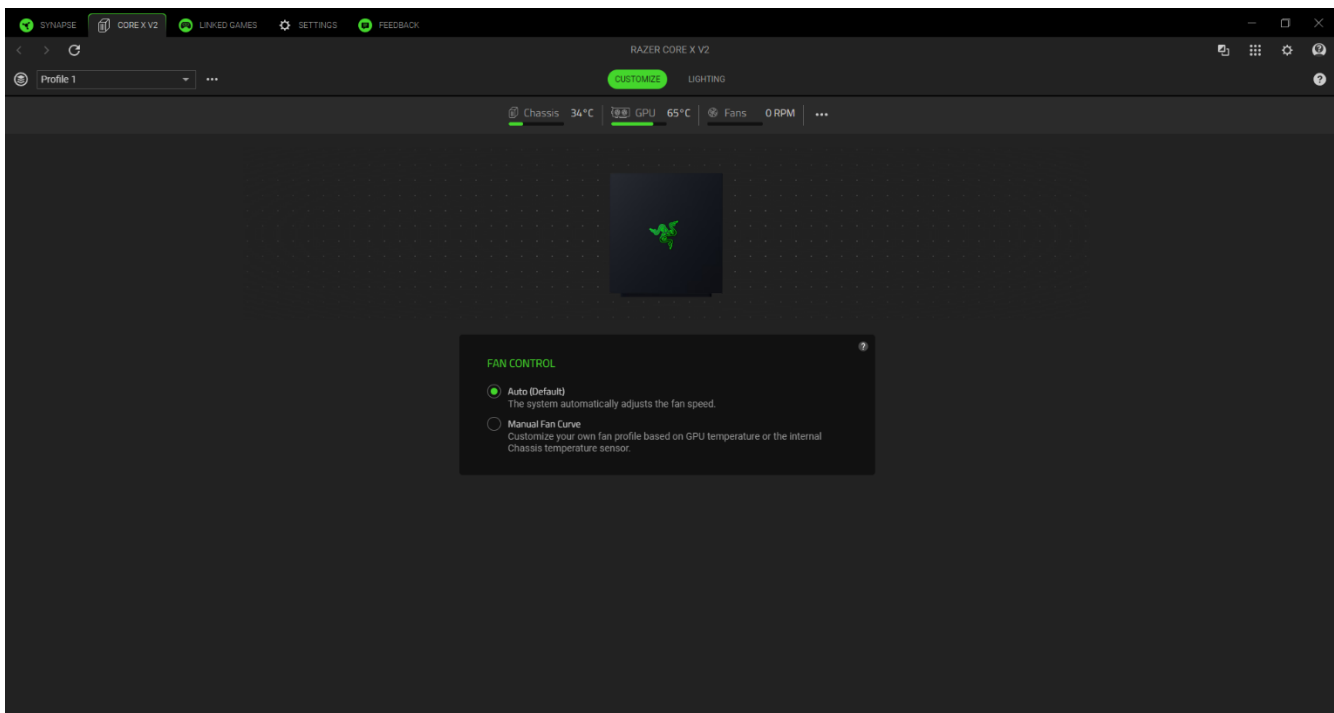 SYNAPSE CORE X V2 LINKED GAMES SETTINGS FEEDBACK
RAZER CORE X V2
Profile 1 CUSTOMIZE LIGHTING
Chassis 34°C GPU 65°C Fans 0 RPM
FAN CONTROL
Auto (Default)
The system automatically adjusts the fan speed.
Manual Fan Curve
Customize your own fan profile based on GPU temperature or the internal
Chassis temperature sensor.